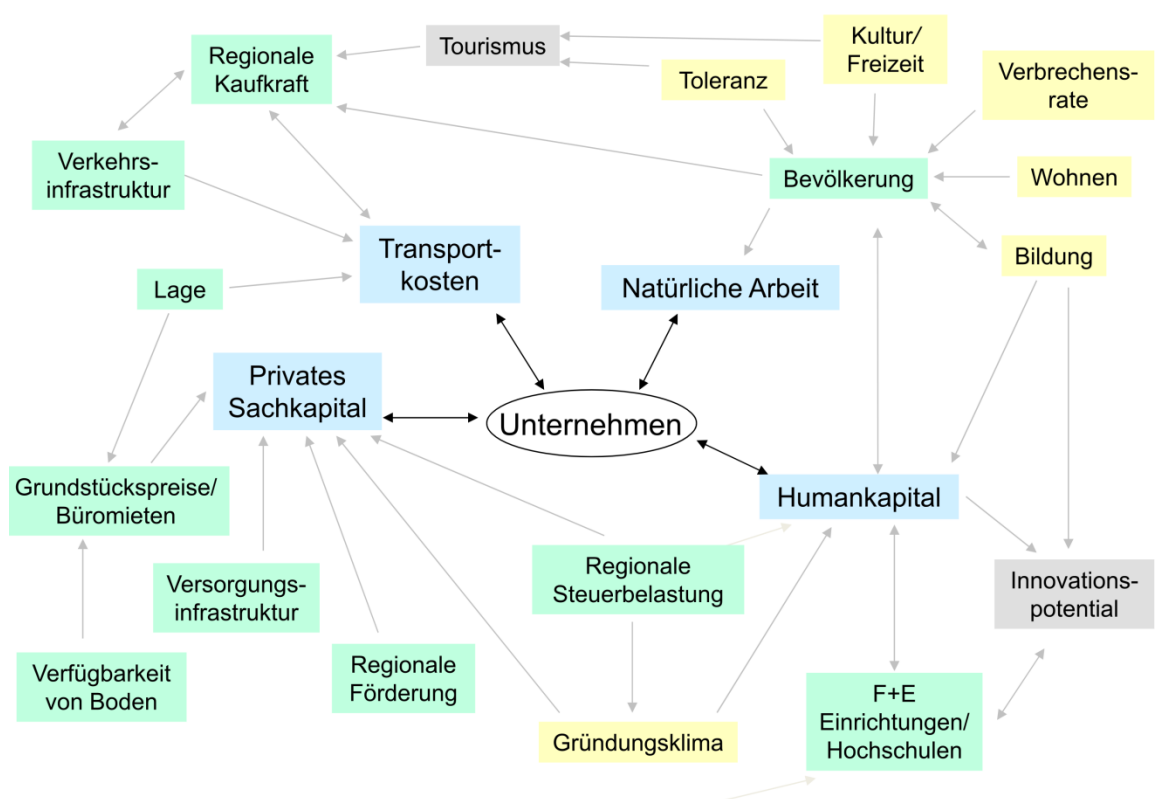 Regionale
Kaufkraft
Tourismus
Kultur/
Freizeit
Toleranz
Verbrechens-
rate
Verkehrs-
infrastruktur
Bevölkerung
Wohnen
Transport-
kosten
Natürliche Arbeit
Bildung
Lage
Privates
Sachkapital
Unternehmen
Grundstückspreise/
Büromieten
Humankapital
Versorgungs-
infrastruktur
Regionale
Steuerbelastung
Innovations-
potential
Verfügbarkeit
von Boden
Regionale
Förderung
Gründungsklima
F+E
Einrichtungen/
Hochschulen